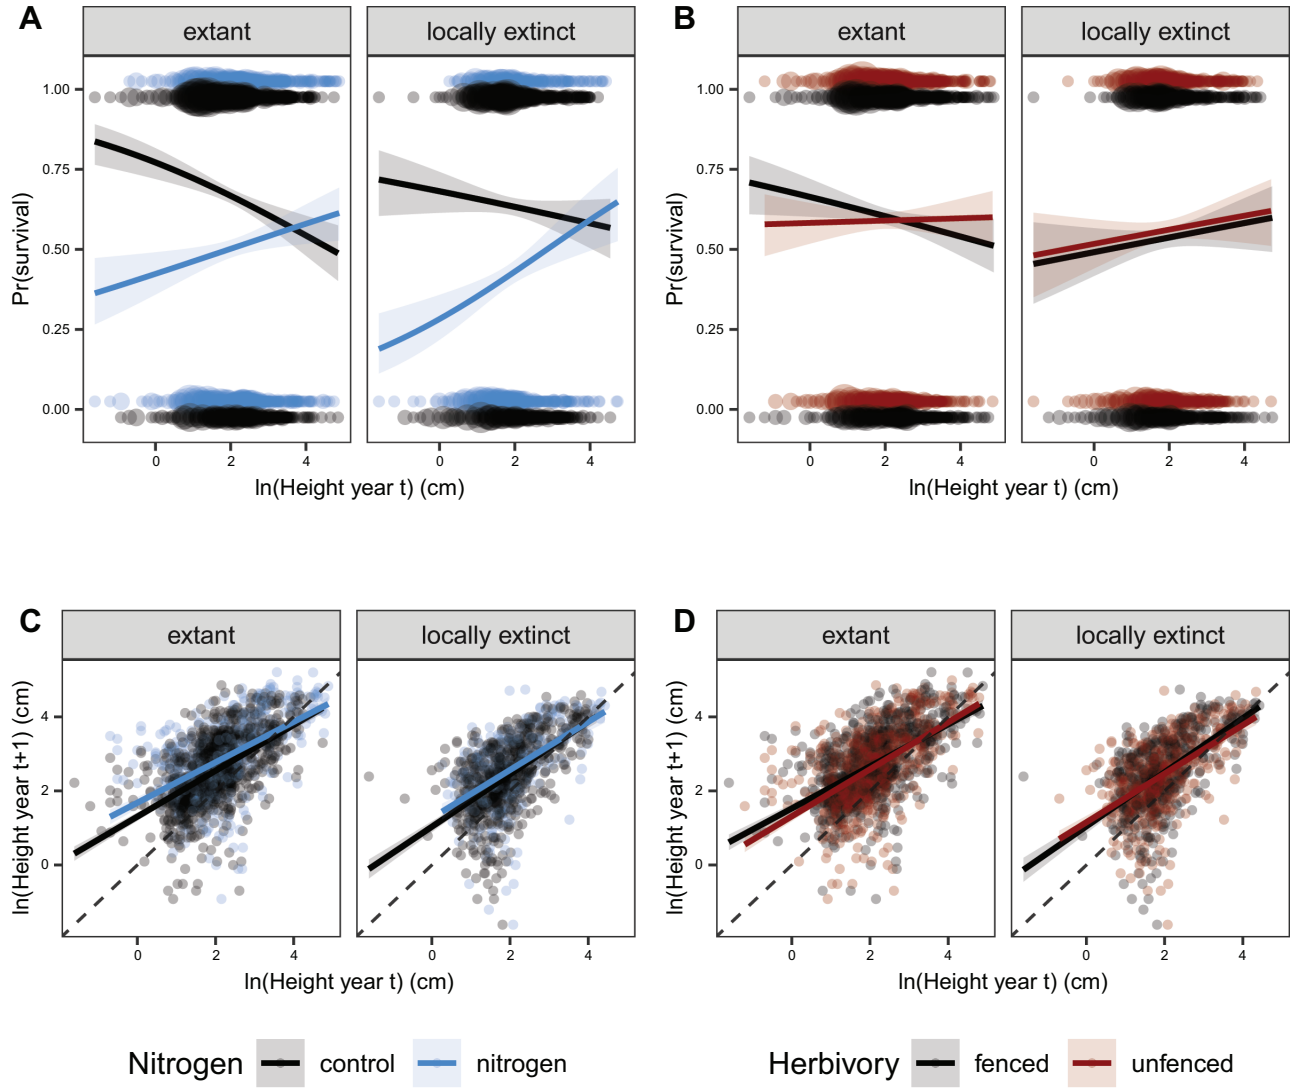 A
extant
locally extinct
Pr(survival)
1.00
0.75
0.50
0.25
0.00
0 2 4
0 2 4
ln(Height year t) (cm)
B
extant
locally extinct
Pr(survival)
1.00
0.75
0.50
0.25
0.00
0 2 4
0 2 4
ln(Height year t) (cm)
C
extant
locally extinct
ln(Height year t+1) (cm)
4
2
0
0 2 4
0 2 4
ln(Height year t) (cm)
D
extant
locally extinct
ln(Height year t+1) (cm)
4
2
0
0 2 4
0 2 4
ln(Height year t) (cm)
Nitrogen control nitrogen
Herbivory fenced unfenced